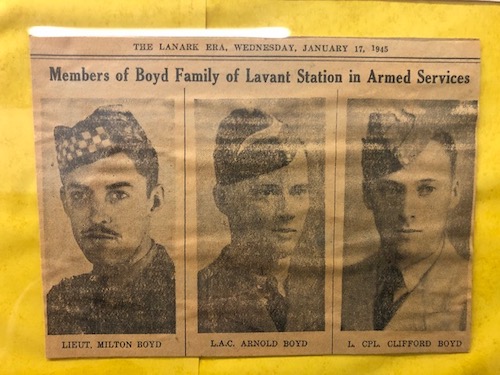 THE LANARK ERA, WEDNESDAY, JANUARY 17, 1945
Members of Boyd Family of Lavant Station in Armed Services
LIEUT. MILTON BOYD
L.A.C. ARNOLD BOYD
L. CPL. CLIFFORD BOYD